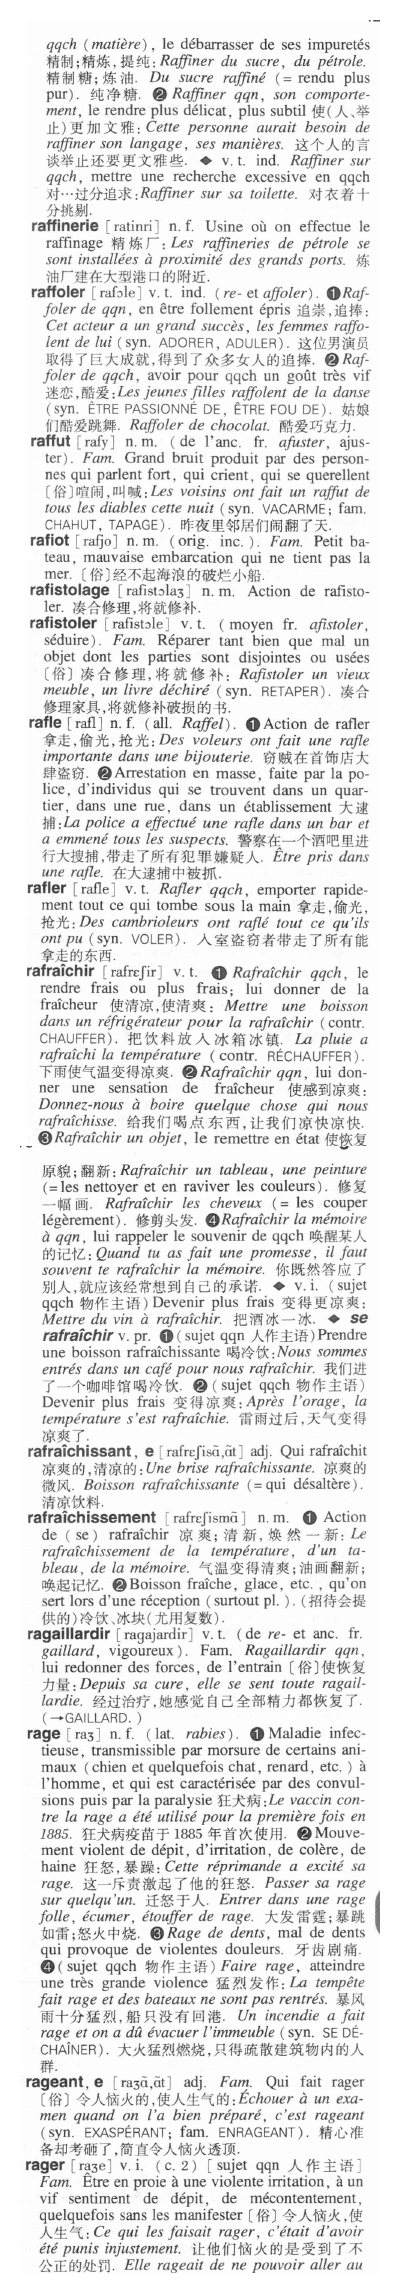 qqch (matière), le débarrasser de ses impuretés
精制;精炼,提纯: Raffiner du sucre, du pétrole.
精制糖;炼油. Du sucre raffiné (= rendu plus
pur). 纯净糖. ❷ Raffiner qqn, son comporte-
ment, le rendre plus délicat, plus subtil 使(人、举
止)更加文雅: Cette personne aurait besoin de
raffiner son langage, ses manières. 这个人的言
谈举止还要更文雅些. ◆ v. t. ind. Raffiner sur
qqch, mettre une recherche excessive en qqch
对…过分追求:Raffiner sur sa toilette. 对衣着十
分挑剔.
raffinerie [ratinri] n. f. Usine où on effectue le
raffinage 精炼厂: Les raffineries de pétrole se
sont installées à proximité des grands ports. 炼
油厂建在大型港口的附近.
raffoler [rafɔle] v. t. ind. (re- et affoler). ❶Raf-
foler de qqn, en être follement épris 追崇,追捧:
Cet acteur a un grand succès, les femmes raffo-
lent de lui (syn. ADORER, ADULER). 这位男演员
取得了巨大成就,得到了众多女人的追捧. ❷Raf-
foler de qqch, avoir pour qqch un goût très vif
迷恋,酷爱:Les jeunes filles raffolent de la danse
(syn. ÊTRE PASSIONNÉ DE, ÊTRE FOU DE). 姑娘
们酷爱跳舞. Raffoler de chocolat. 酷爱巧克力.
raffut [rafy] n. m. (de l'anc. fr. afuster, ajus-
ter). Fam. Grand bruit produit par des person-
nes qui parlent fort, qui crient, qui se querellent
〔俗〕喧闹,叫喊:Les voisins ont fait un raffut de
tous les diables cette nuit (syn. VACARME; fam.
CHAHUT, TAPAGE). 昨夜里邻居们闹翻了天.
rafiot [rafjo] n. m. (orig. inc.). Fam. Petit ba-
teau, mauvaise embarcation qui ne tient pas la
mer. 〔俗〕经不起海浪的破烂小船.
rafistolage [rafistɔlaʒ] n. m. Action de rafisto-
ler. 凑合修理,将就修补.
rafistoler [rafistɔle] v. t. (moyen fr. afistoler,
séduire). Fam. Réparer tant bien que mal un
objet dont les parties sont disjointes ou usées
〔俗〕凑合修理,将就修补: Rafistoler un vieux
meuble, un livre déchiré (syn. RETAPER). 凑合
修理家具,将就修补破损的书.
rafle [rafl] n. f. (all. Raffel). ❶Action de rafler
拿走,偷光,抢光:Des voleurs ont fait une rafle
importante dans une bijouterie. 窃贼在首饰店大
肆盗窃. ❷Arrestation en masse, faite par la po-
lice, d'individus qui se trouvent dans un quar-
tier, dans une rue, dans un établissement 大逮
捕:La police a effectué une rafle dans un bar et
a emmené tous les suspects. 警察在一个酒吧里进
行大搜捕,带走了所有犯罪嫌疑人. Être pris dans
une rafle. 在大逮捕中被抓.
rafler [rafle] v. t. Rafler qqch, emporter rapide-
ment tout ce qui tombe sous la main 拿走,偷光,
抢光:Des cambrioleurs ont raflé tout ce qu'ils
ont pu (syn. VOLER). 入室盗窃者带走了所有能
拿走的东西.
rafraîchir [rafreʃir] v. t. ❶ Rafraîchir qqch, le
rendre frais ou plus frais; lui donner de la
fraîcheur 使清凉,使清爽: Mettre une boisson
dans un réfrigérateur pour la rafraîchir (contr.
CHAUFFER). 把饮料放入冰箱冰镇. La pluie a
rafraîchi la température (contr. RÉCHAUFFER).
下雨使气温变得凉爽. ❷Rafraîchir qqn, lui don-
ner une sensation de fraîcheur 使感到凉爽:
Donnez-nous à boire quelque chose qui nous
rafraîchisse. 给我们喝点东西,让我们凉快凉快.
❸Rafraîchir un objet, le remettre en état 使恢复
原貌;翻新:Rafraîchir un tableau, une peinture
(=les nettoyer et en raviver les couleurs). 修复
一幅画. Rafraîchir les cheveux (= les couper
légèrement). 修剪头发. ❹Rafraîchir la mémoire
à qqn, lui rappeler le souvenir de qqch 唤醒某人
的记忆:Quand tu as fait une promesse, il faut
souvent te rafraîchir la mémoire. 你既然答应了
别人,就应该经常想到自己的承诺. ◆ v. i. (sujet
qqch 物作主语) Devenir plus frais 变得更凉爽:
Mettre du vin à rafraîchir. 把酒冰一冰. ◆ se
rafraîchir v. pr. ❶(sujet qqn 人作主语)Prendre
une boisson rafraîchissante 喝冷饮:Nous sommes
entrés dans un café pour nous rafraîchir. 我们进
了一个咖啡馆喝冷饮. ❷(sujet qqch 物作主语)
Devenir plus frais 变得凉爽: Après l'orage, la
température s'est rafraîchie. 雷雨过后,天气变得
凉爽了.
rafraîchissant, e [rafreʃisɑ̃,ɑ̃t] adj. Qui rafraîchit
凉爽的,清凉的:Une brise rafraîchissante. 凉爽的
微风. Boisson rafraîchissante (=qui désaltère).
清凉饮料.
rafraîchissement [rafrɛʃismɑ̃] n. m. ❶ Action
de (se) rafraîchir 凉爽;清新,焕然一新: Le
rafraîchissement de la température, d'un ta-
bleau, de la mémoire. 气温变得清爽;油画翻新;
唤起记忆. ❷Boisson fraîche, glace, etc., qu'on
sert lors d'une réception (surtout pl.). (招待会提
供的)冷饮、冰块(尤用复数).
ragaillardir [ragajardir] v. t. (de re- et anc. fr.
gaillard, vigoureux). Fam. Ragaillardir qqn,
lui redonner des forces, de l'entrain 〔俗〕使恢复
力量:Depuis sa cure, elle se sent toute ragail-
lardie. 经过治疗,她感觉自己全部精力都恢复了.
(→GAILLARD.)
rage [raʒ] n. f. (lat. rabies). ❶Maladie infec-
tieuse, transmissible par morsure de certains ani-
maux (chien et quelquefois chat, renard, etc.) à
l'homme, et qui est caractérisée par des convul-
sions puis par la paralysie 狂犬病:Le vaccin con-
tre la rage a été utilisé pour la première fois en
1885. 狂犬病疫苗于 1885 年首次使用. ❷Mouve-
ment violent de dépit, d'irritation, de colère, de
haine 狂怒,暴躁: Cette réprimande a excité sa
rage. 这一斥责激起了他的狂怒. Passer sa rage
sur quelqu'un. 迁怒于人. Entrer dans une rage
folle, écumer, étouffer de rage. 大发雷霆;暴跳
如雷;怒火中烧. ❸Rage de dents, mal de dents
qui provoque de violentes douleurs. 牙齿剧痛.
❹(sujet qqch 物作主语) Faire rage, atteindre
une très grande violence 猛烈发作: La tempête
fait rage et des bateaux ne sont pas rentrés. 暴风
雨十分猛烈,船只没有回港. Un incendie a fait
rage et on a dû évacuer l'immeuble (syn. SE DÉ-
CHAÎNER). 大火猛烈燃烧,只得疏散建筑物内的人
群.
rageant, e [raʒɑ̃,ɑ̃t] adj. Fam. Qui fait rager
〔俗〕令人恼火的,使人生气的:Échouer à un exa-
men quand on l'a bien préparé, c'est rageant
(syn. EXASPÉRANT; fam. ENRAGEANT). 精心准
备却考砸了,简直令人恼火透顶.
rager [raʒe] v. i. (c. 2) [sujet qqn 人作主语]
Fam. Être en proie à une violente irritation, à un
vif sentiment de dépit, de mécontentement,
quelquefois sans les manifester〔俗〕令人恼火,使
人生气:Ce qui les faisait rager, c'était d'avoir
été punis injustement. 让他们恼火的是受到了不
公正的处罚. Elle rageait de ne pouvoir aller au